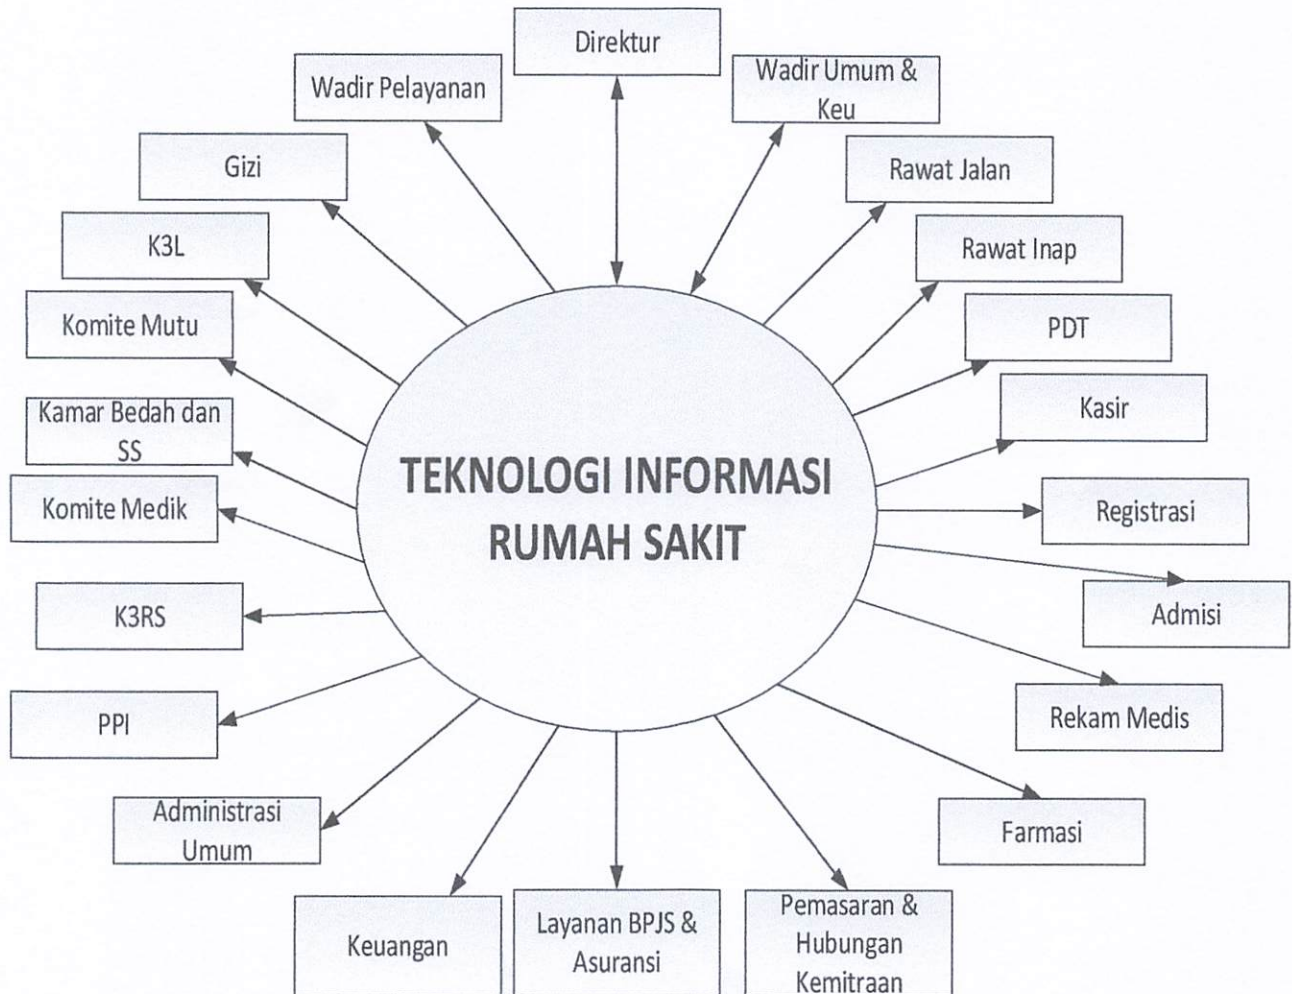 Direktur
Wadir Pelayanan
Wadir Umum &
Keu
Gizi
Rawat Jalan
K3L
Rawat Inap
Komite Mutu
PDT
Kamar Bedah dan
SS
Kasir
TEKNOLOGI INFORMASI
RUMAH SAKIT
Komite Medik
Registrasi
K3RS
Admisi
PPI
Rekam Medis
Administrasi
Umum
Farmasi
Keuangan
Layanan BPJS &
Asuransi
Pemasaran &
Hubungan
Kemitraan